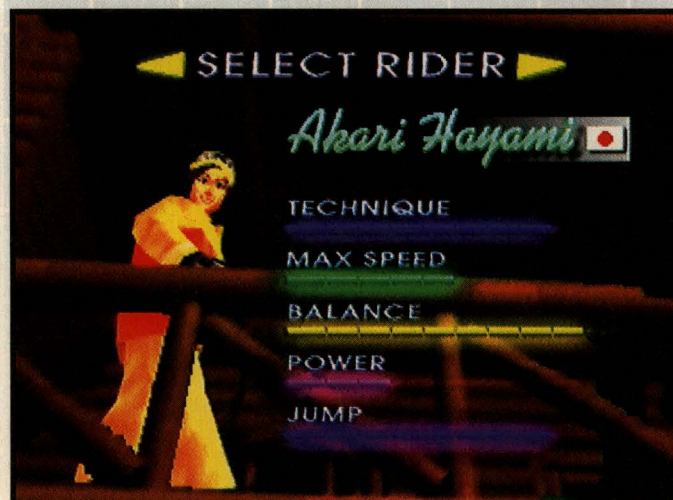 SELECT RIDER
Akari Hayami
TECHNIQUE
MAX SPEED
BALANCE
POWER
JUMP